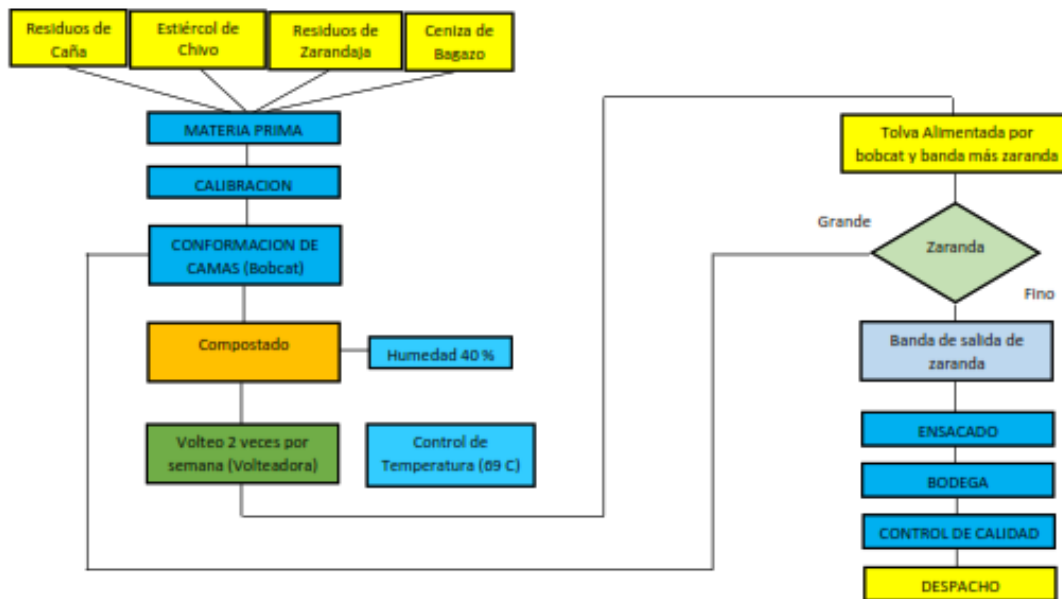 Residuos de
Caña
Estiércol de
Chivo
Residuos de
Zarandaja
Ceniza de
Bagazo
MATERIA PRIMA
CALIBRACION
CONFORMACION DE
CAMAS (Bobcat)
Compostado
Humedad 40 %
Volteo 2 veces por
semana (Volteadora)
Control de
Temperatura (69 C)
Tolva Alimentada por
bobcat y banda más zaranda
Grande
Zaranda
Fino
Banda de salida de
zaranda
ENSACADO
BODEGA
CONTROL DE CALIDAD
DESPACHO